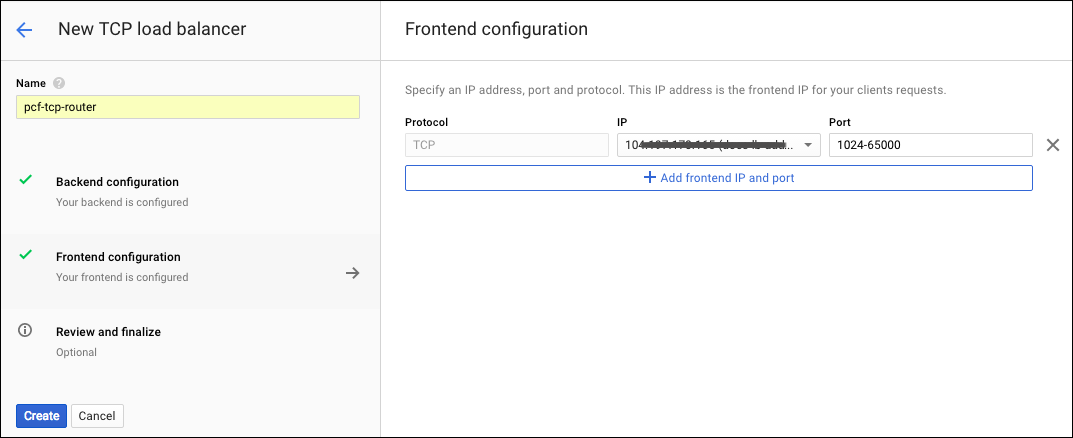 New TCP load balancer
Name
pcf-tcp-router
Backend configuration
Your backend is configured
Frontend configuration
Your frontend is configured
Review and finalize
Optional
Create
Cancel
Frontend configuration
Specify an IP address, port and protocol. This IP address is the frontend IP for your clients requests.
Protocol
IP
Port
TCP
1024-65000
Add frontend IP and port